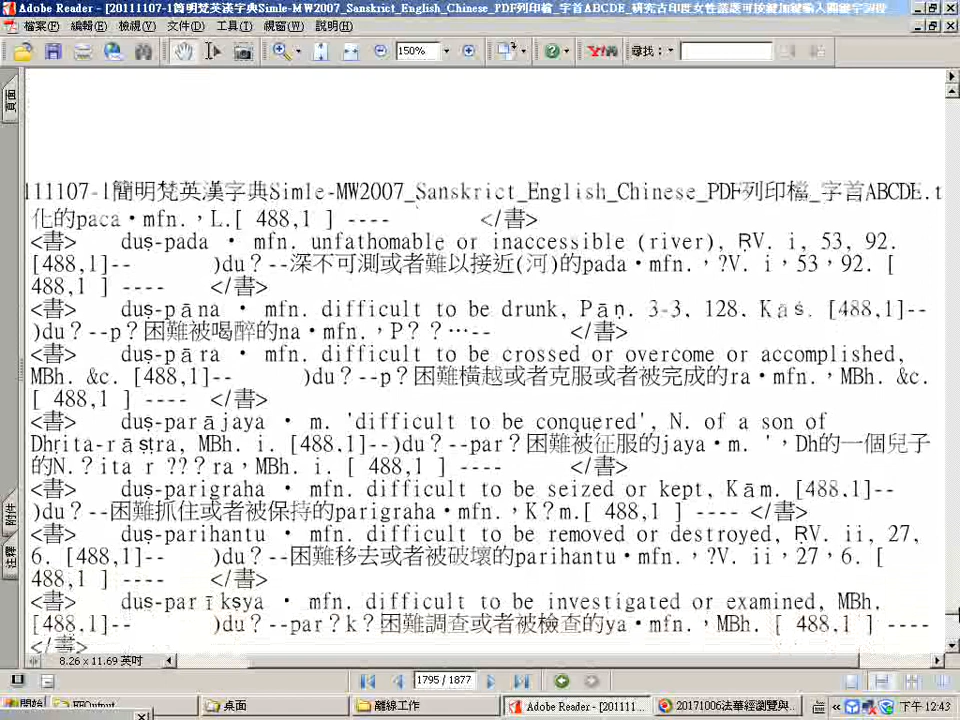 Adobe Reader - [20111107-1簡明梵英漢字典Simle-MW2007_Sanskrict_English_Chinese_PDF列印檔_字首ABCDE_研究古印度女性議題可按鍵加鍵輸入關鍵字詞搜
檔案(F) 編輯(E) 檢視(V) 文件(D) 工具(T) 視窗(W) 說明(H)
150% 尋找:
頁面
111107-1簡明梵英漢字典Simle-MW2007_Sanskrict_English_Chinese_PDF列印檔_字首ABCDE.t
化的paca‧mfn.，L.[ 488,1 ] ---- </書>
<書> duṣ-pada ‧ mfn. unfathomable or inaccessible (river), ṚV. i, 53, 92.
[488,1]-- )du？--深不可測或者難以接近(河)的pada‧mfn.，?V. i，53，92. [
488,1 ] ---- </書>
<書> duṣ-pāna ‧ mfn. difficult to be drunk, Pāṇ. 3-3, 128. Kāś. [488,1]--
)du？--p？困難被喝醉的na‧mfn.，P？？…-- </書>
<書> duṣ-pāra ‧ mfn. difficult to be crossed or overcome or accomplished,
MBh. &c. [488,1]-- )du？--p？困難橫越或者克服或者被完成的ra‧mfn.，MBh. &c.
[ 488,1 ] ---- </書>
<書> duṣ-parājaya ‧ m. 'difficult to be conquered', N. of a son of
Dhṛita-rāṣṭra, MBh. i. [488,1]--)du？--par？困難被征服的jaya‧m. '，Dh的一個兒子
的N.？ita r ??？ra，MBh. i. [ 488,1 ] ---- </書>
<書> duṣ-parigraha ‧ mfn. difficult to be seized or kept, Kām. [488,1]--
)du？--困難抓住或者被保持的parigraha‧mfn.，K？m.[ 488,1 ] ---- </書>
<書> duṣ-parihantu ‧ mfn. difficult to be removed or destroyed, ṚV. ii, 27,
6. [488,1]-- )du？--困難移去或者被破壞的parihantu‧mfn.，?V. ii，27，6. [
488,1 ] ---- </書>
<書> duṣ-parīkṣya ‧ mfn. difficult to be investigated or examined, MBh.
[488,1]-- )du？--par？k？困難調查或者被檢查的ya‧mfn.，MBh. [ 488,1 ] ----
</書>
附件
注釋
8.26 x 11.69 英吋
1795 / 1877
開始 FFOutput 桌面 離線工作 Adobe Reader - [2011... 20171006法華經瀏覽與... 下午 12:43